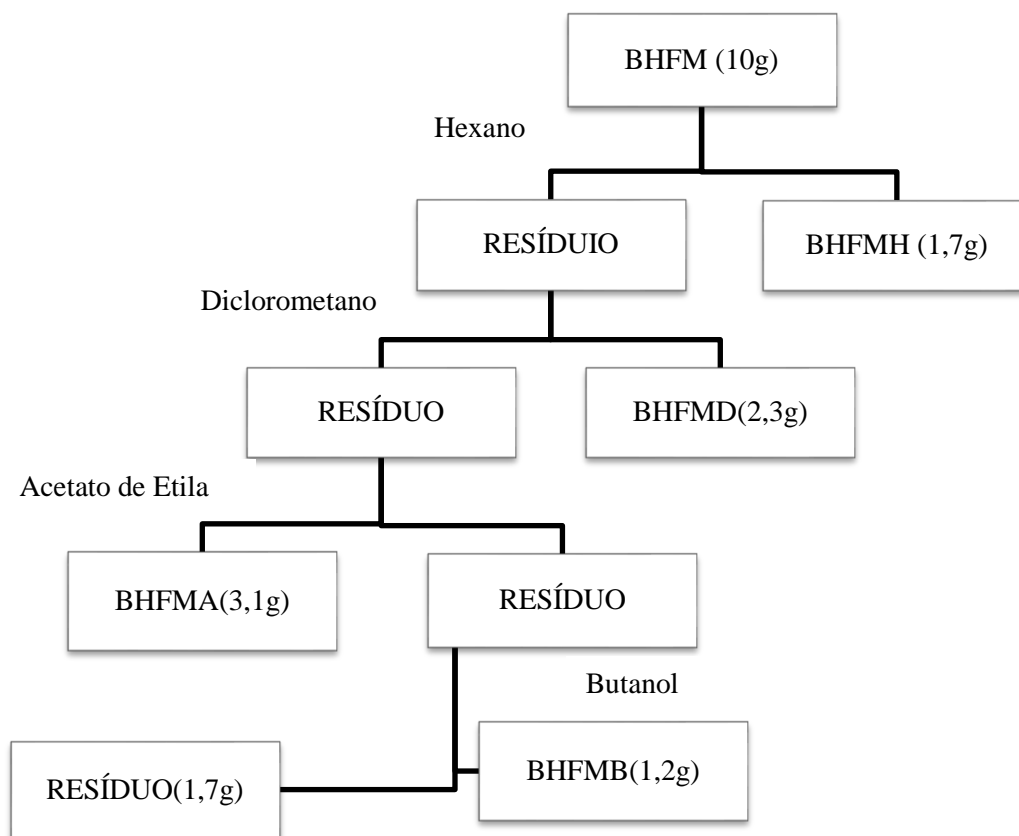 BHFM (10g)
Hexano
RESÍDUIO
BHFMH (1,7g)
Diclorometano
RESÍDUO
BHFMD(2,3g)
Acetato de Etila
BHFMA(3,1g)
RESÍDUO
Butanol
BHFMB(1,2g)
RESÍDUO(1,7g)